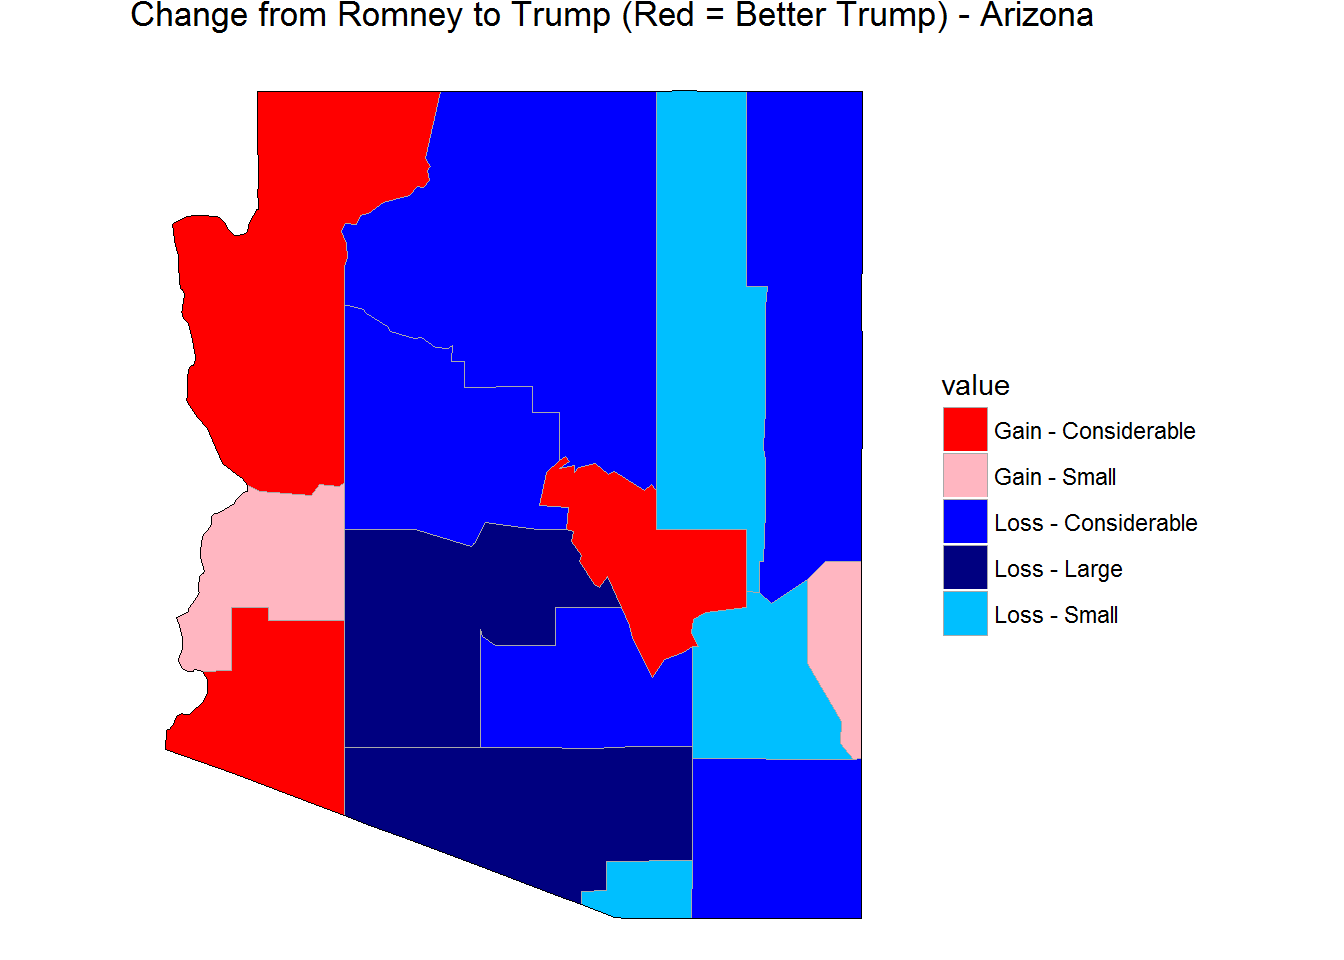 Change from Romney to Trump (Red = Better Trump) - Arizona
value
Gain - Considerable
Gain - Small
Loss - Considerable
Loss - Large
Loss - Small